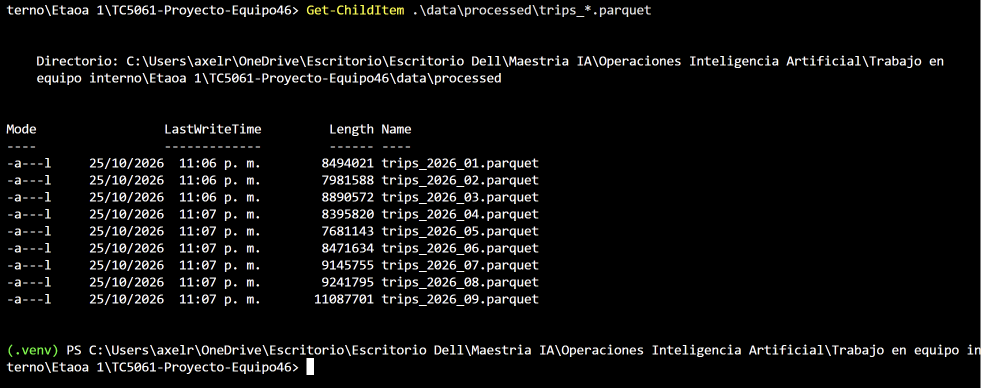 terno\Etaoa 1\TC5061-Proyecto-Equipo46> Get-ChildItem .\data\processed\trips_*.parquet
Directorio: C:\Users\axelr\OneDrive\Escritorio\Escritorio Dell\Maestria IA\Operaciones Inteligencia Artificial\Trabajo en
equipo interno\Etaoa 1\TC5061-Proyecto-Equipo46\data\processed
Mode LastWriteTime Length Name
---- ------------- ------ ----
-a---l 25/10/2026 11:06 p. m. 8494021 trips_2026_01.parquet
-a---l 25/10/2026 11:06 p. m. 7981588 trips_2026_02.parquet
-a---l 25/10/2026 11:06 p. m. 8890572 trips_2026_03.parquet
-a---l 25/10/2026 11:07 p. m. 8395820 trips_2026_04.parquet
-a---l 25/10/2026 11:07 p. m. 7681143 trips_2026_05.parquet
-a---l 25/10/2026 11:07 p. m. 8471634 trips_2026_06.parquet
-a---l 25/10/2026 11:07 p. m. 9145755 trips_2026_07.parquet
-a---l 25/10/2026 11:07 p. m. 9241795 trips_2026_08.parquet
-a---l 25/10/2026 11:07 p. m. 11087701 trips_2026_09.parquet
(.venv) PS C:\Users\axelr\OneDrive\Escritorio\Escritorio Dell\Maestria IA\Operaciones Inteligencia Artificial\Trabajo en equipo in
terno\Etaoa 1\TC5061-Proyecto-Equipo46>